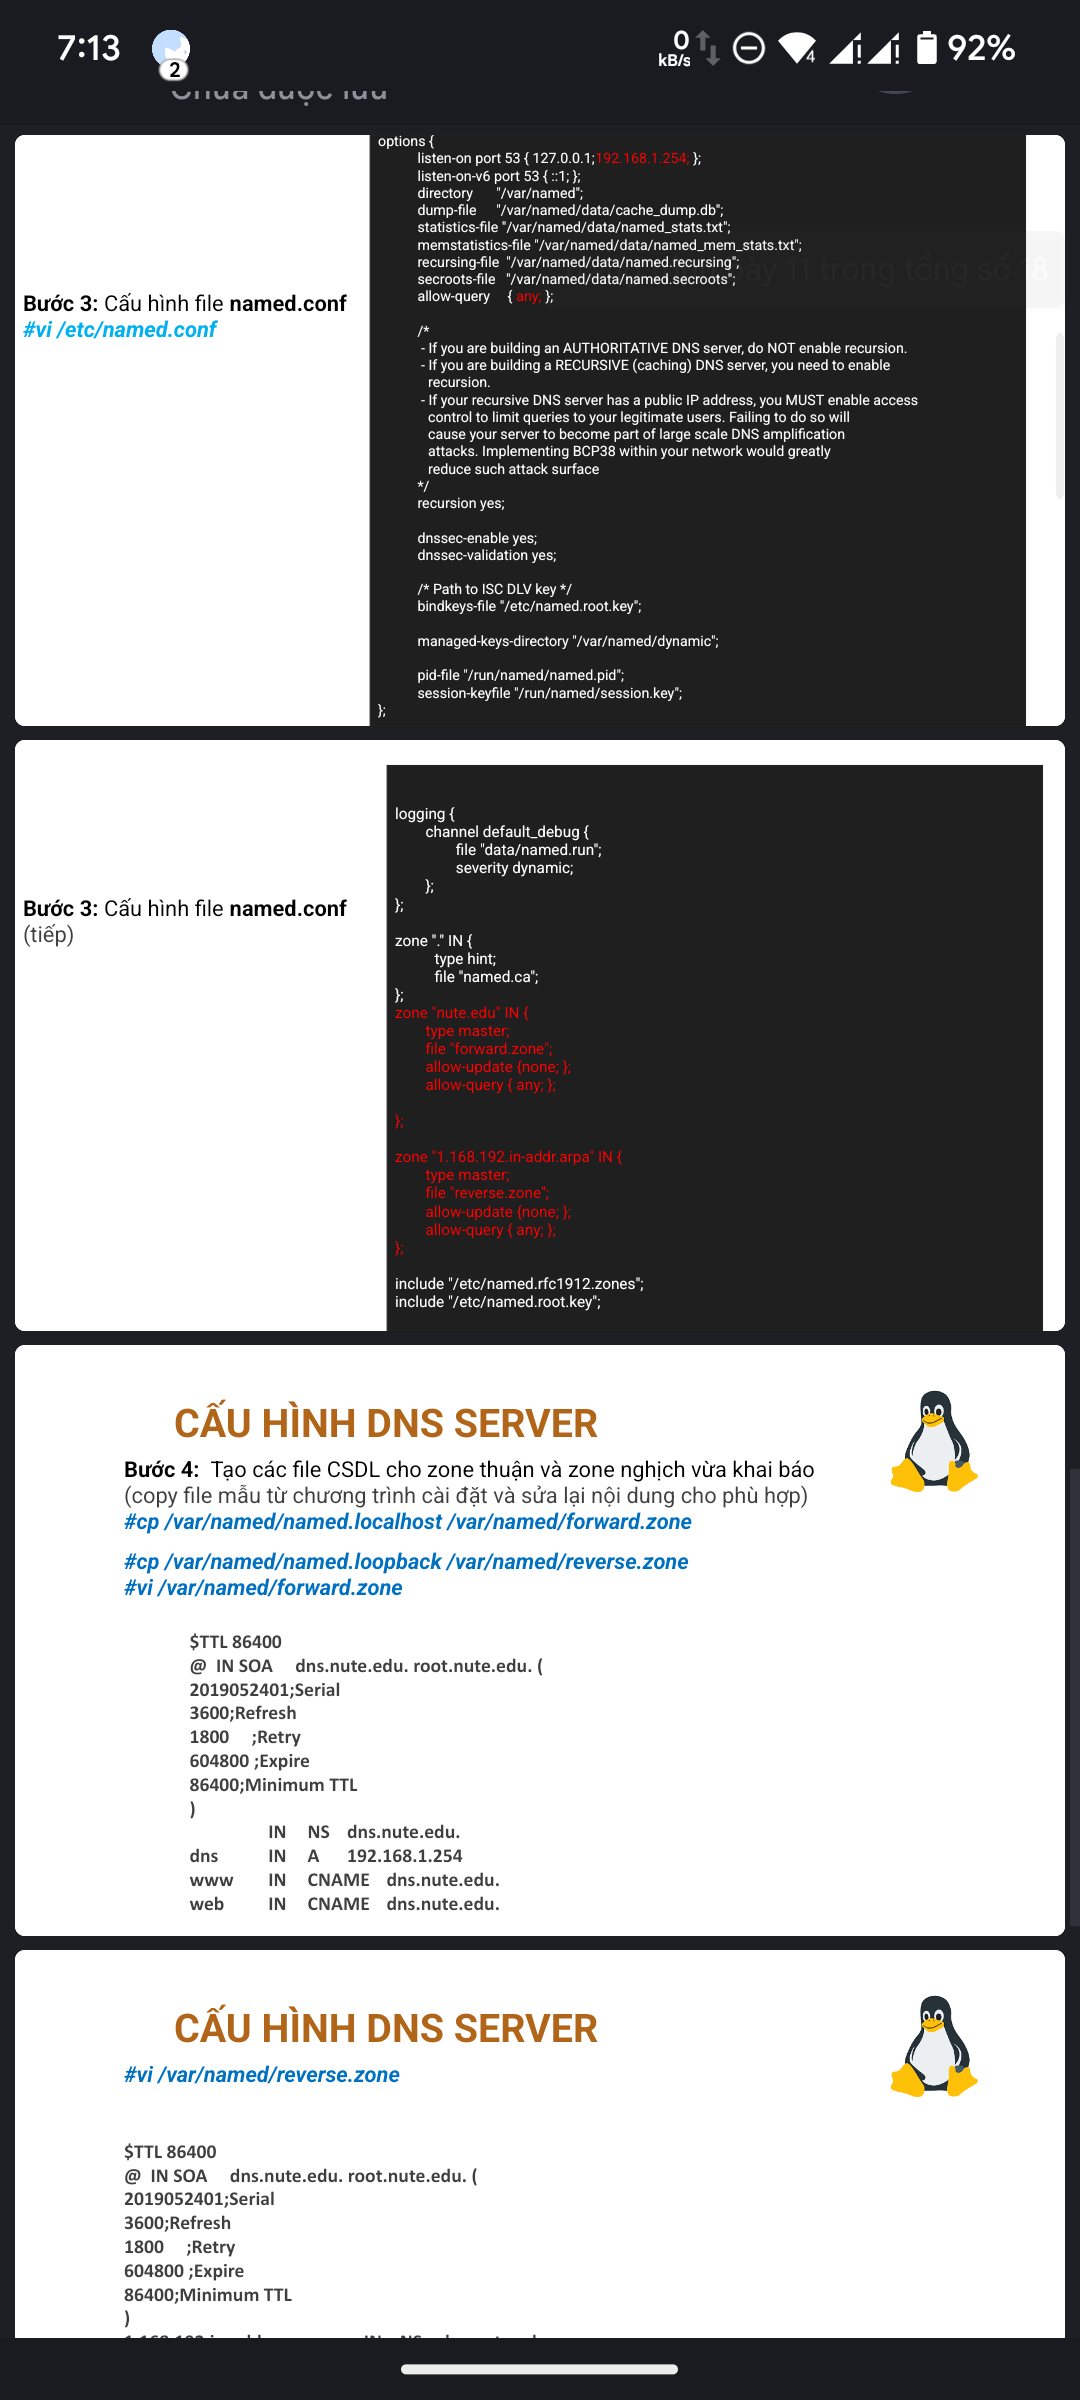 7:13
2
0
kB/s
4
92%
Chưa được lưu
options {
listen-on port 53 { 127.0.0.1;192.168.1.254; };
listen-on-v6 port 53 { ::1; };
directory "/var/named";
dump-file "/var/named/data/cache_dump.db";
statistics-file "/var/named/data/named_stats.txt";
memstatistics-file "/var/named/data/named_mem_stats.txt";
recursing-file "/var/named/data/named.recursing";
secroots-file "/var/named/data/named.secroots";
allow-query { any; };
11 trong tổng số 18
Bước 3: Cấu hình file named.conf
#vi /etc/named.conf
/*
- If you are building an AUTHORITATIVE DNS server, do NOT enable recursion.
- If you are building a RECURSIVE (caching) DNS server, you need to enable
recursion.
- If your recursive DNS server has a public IP address, you MUST enable access
control to limit queries to your legitimate users. Failing to do so will
cause your server to become part of large scale DNS amplification
attacks. Implementing BCP38 within your network would greatly
reduce such attack surface
*/
recursion yes;
dnssec-enable yes;
dnssec-validation yes;
/* Path to ISC DLV key */
bindkeys-file "/etc/named.root.key";
managed-keys-directory "/var/named/dynamic";
pid-file "/run/named/named.pid";
session-keyfile "/run/named/session.key";
};
Bước 3: Cấu hình file named.conf
(tiếp)
logging {
channel default_debug {
file "data/named.run";
severity dynamic;
};
};
zone "." IN {
type hint;
file "named.ca";
};
zone "nute.edu" IN {
type master;
file "forward.zone";
allow-update {none; };
allow-query { any; };
};
zone "1.168.192.in-addr.arpa" IN {
type master;
file "reverse.zone";
allow-update {none; };
allow-query { any; };
};
include "/etc/named.rfc1912.zones";
include "/etc/named.root.key";
CẤU HÌNH DNS SERVER
Bước 4: Tạo các file CSDL cho zone thuận và zone nghịch vừa khai báo
(copy file mẫu từ chương trình cài đặt và sửa lại nội dung cho phù hợp)
#cp /var/named/named.localhost /var/named/forward.zone
#cp /var/named/named.loopback /var/named/reverse.zone
#vi /var/named/forward.zone
$TTL 86400
@ IN SOA dns.nute.edu. root.nute.edu. (
2019052401;Serial
3600;Refresh
1800 ;Retry
604800 ;Expire
86400;Minimum TTL
)
IN NS dns.nute.edu.
dns IN A 192.168.1.254
www IN CNAME dns.nute.edu.
web IN CNAME dns.nute.edu.
CẤU HÌNH DNS SERVER
#vi /var/named/reverse.zone
$TTL 86400
@ IN SOA dns.nute.edu. root.nute.edu. (
2019052401;Serial
3600;Refresh
1800 ;Retry
604800 ;Expire
86400;Minimum TTL
)